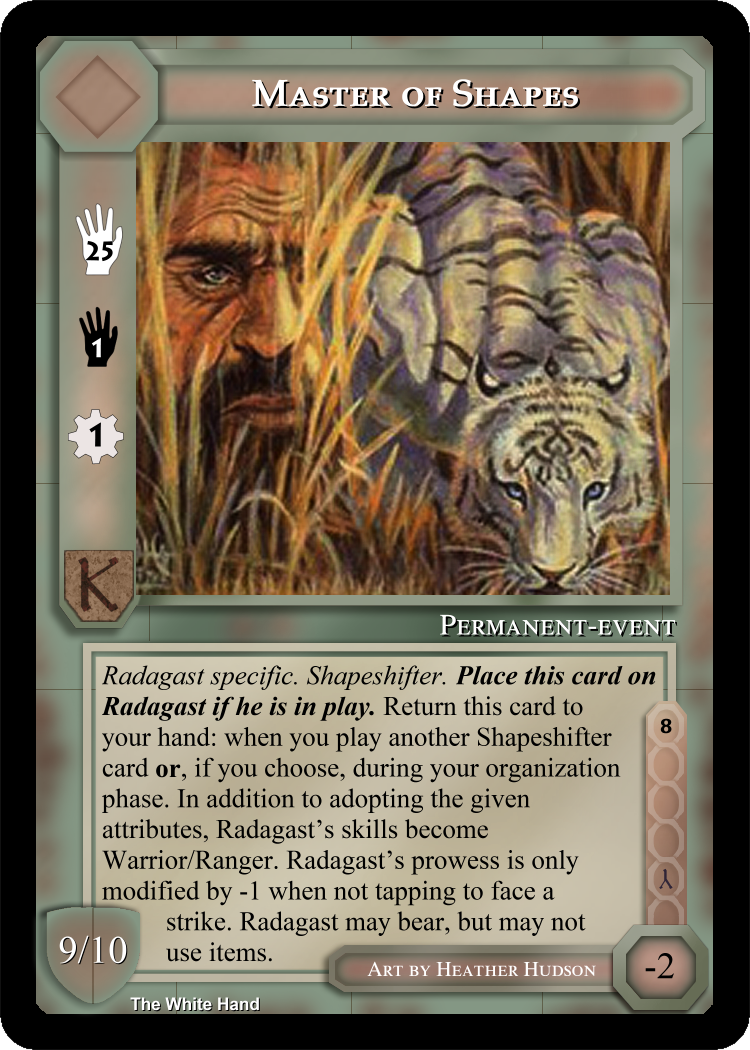 Master of Shapes
25
1
1
K
Permanent-event
Radagast specific. Shapeshifter. Place this card on
Radagast if he is in play. Return this card to
your hand: when you play another Shapeshifter
card or, if you choose, during your organization
phase. In addition to adopting the given
attributes, Radagast’s skills become
Warrior/Ranger. Radagast’s prowess is only
modified by -1 when not tapping to face a
strike. Radagast may bear, but may not
use items.
8
9/10
Art by Heather Hudson
-2
The White Hand